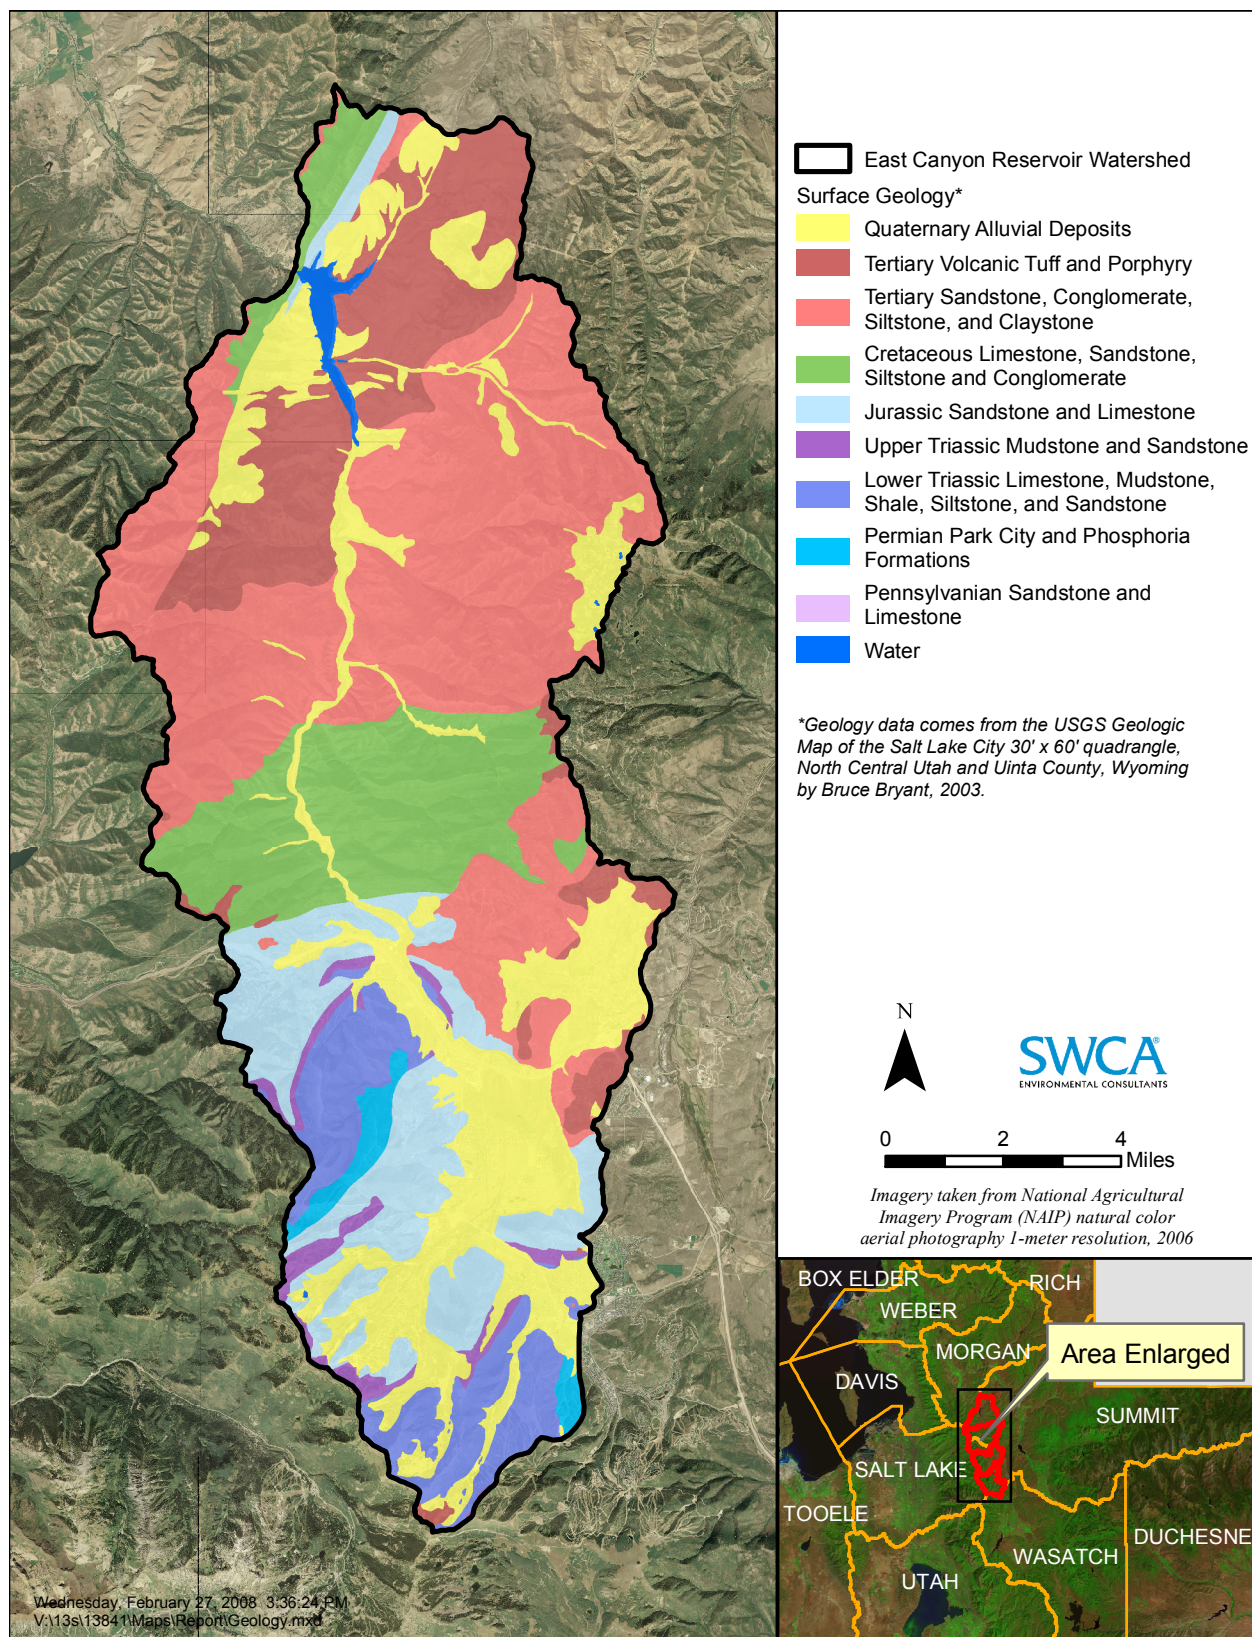 East Canyon Reservoir Watershed
Surface Geology*
Quaternary Alluvial Deposits
Tertiary Volcanic Tuff and Porphyry
Tertiary Sandstone, Conglomerate,
Siltstone, and Claystone
Cretaceous Limestone, Sandstone,
Siltstone and Conglomerate
Jurassic Sandstone and Limestone
Upper Triassic Mudstone and Sandstone
Lower Triassic Limestone, Mudstone,
Shale, Siltstone, and Sandstone
Permian Park City and Phosphoria
Formations
Pennsylvanian Sandstone and
Limestone
Water
*Geology data comes from the USGS Geologic
Map of the Salt Lake City 30' x 60' quadrangle,
North Central Utah and Uinta County, Wyoming
by Bruce Bryant, 2003.
N
SWCA®
ENVIRONMENTAL CONSULTANTS
0 2 4
Miles
Imagery taken from National Agricultural
Imagery Program (NAIP) natural color
aerial photography 1-meter resolution, 2006
BOX ELDER
RICH
WEBER
MORGAN
Area Enlarged
DAVIS
SUMMIT
SALT LAKE
TOOELE
DUCHESNE
WASATCH
UTAH
Wednesday, February 27, 2008 3:36:24 PM
V:\13s\13841\Maps\Report\Geology.mxd